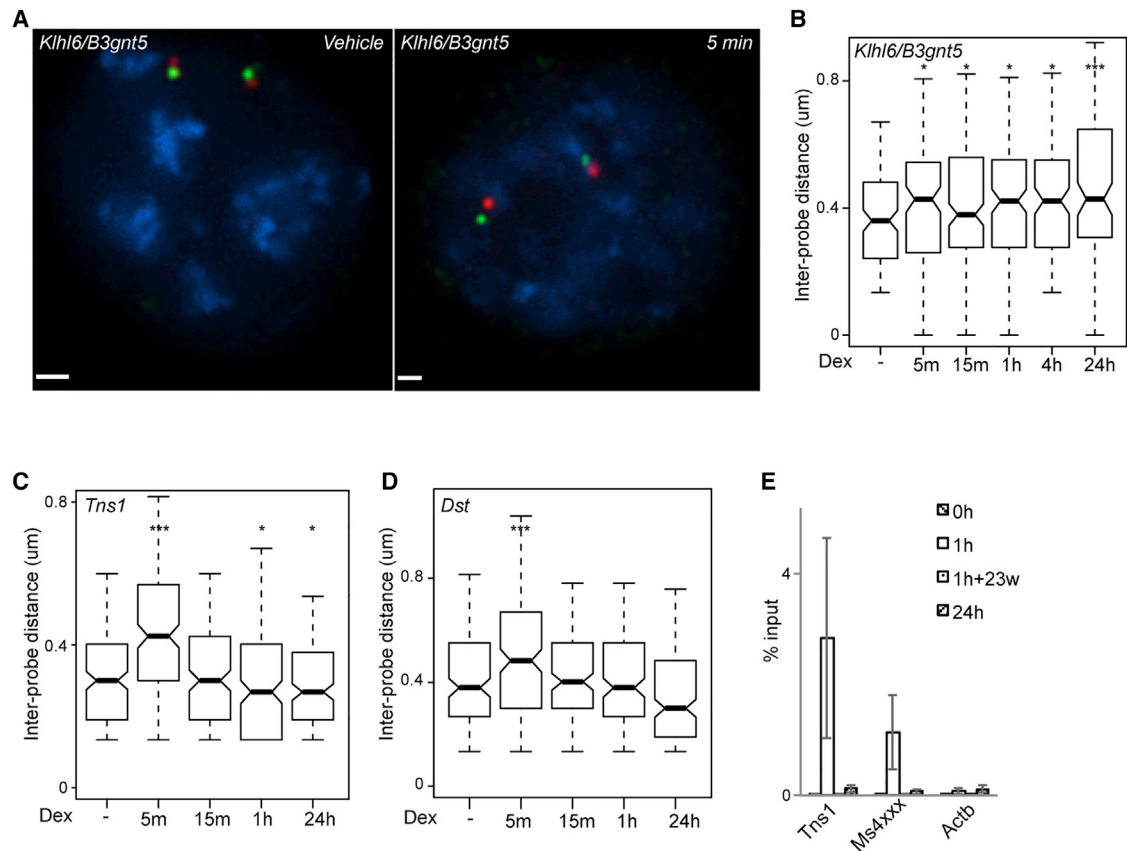 A
Klhl6/B3gnt5 Vehicle
Klhl6/B3gnt5 5 min
B
Klhl6/B3gnt5
* * * * ***
Inter-probe distance (um)
0.8
0.4
0
Dex - 5m 15m 1h 4h 24h
C
Tns1
*** * *
Inter-probe distance (um)
0.8
0.4
0
Dex - 5m 15m 1h 24h
D
Dst
***
Inter-probe distance (um)
0.8
0.4
0
Dex - 5m 15m 1h 24h
E
0h
1h
1h+23w
24h
% input
4
0
Tns1 Ms4xxx Actb